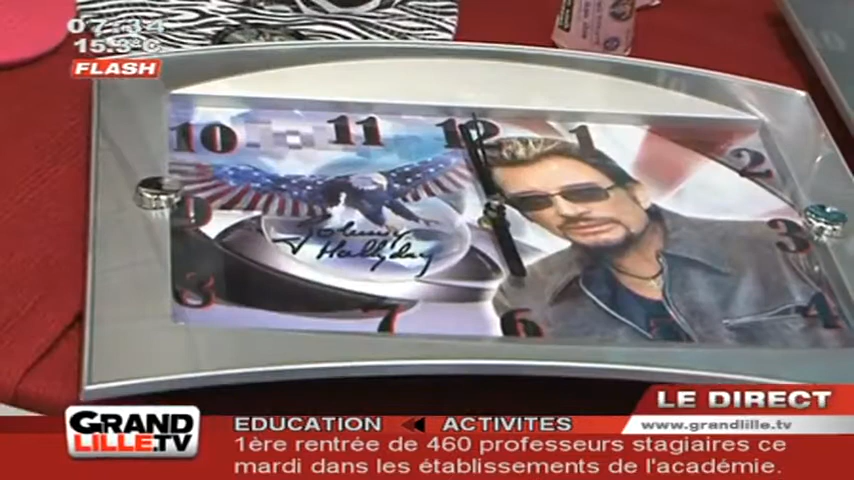 07:34
15.3°C
FLASH
10 11 12 1 2 3 4 5 6 7 8 9
Johnny
Hallyday
LE DIRECT
www.grandlille.tv
GRAND
LILLE.TV
EDUCATION ACTIVITES
1ère rentrée de 460 professeurs stagiaires ce
mardi dans les établissements de l'académie.